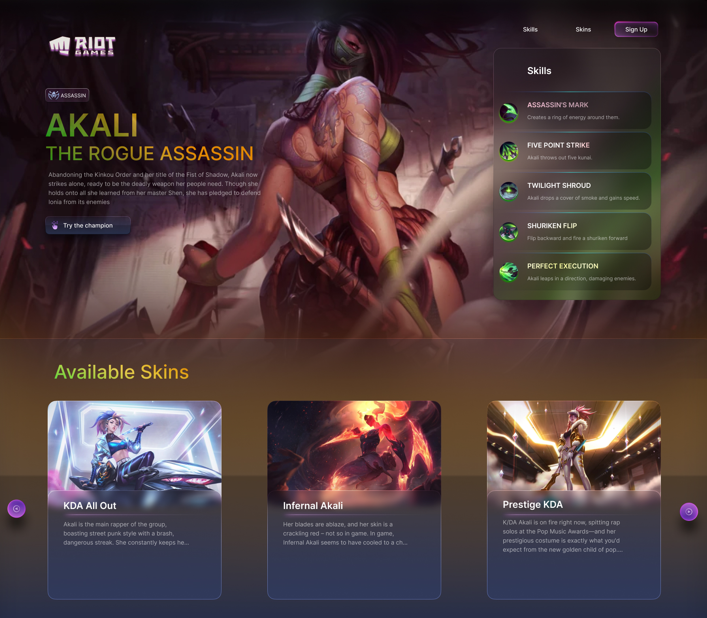 RIOT
GAMES
Skills
Skins
Sign Up
ASSASSIN
AKALI
THE ROGUE ASSASSIN
Abandoning the Kinkou Order and her title of the Fist of Shadow, Akali now
strikes alone, ready to be the deadly weapon her people need. Though she
holds onto all she learned from her master Shen, she has pledged to defend
Ionia from its enemies
Try the champion
Skills
ASSASSIN'S MARK
Creates a ring of energy around them.
FIVE POINT STRIKE
Akali throws out five kunai.
TWILIGHT SHROUD
Akali drops a cover of smoke and gains speed.
SHURIKEN FLIP
Flip backward and fire a shuriken forward
PERFECT EXECUTION
Akali leaps in a direction, damaging enemies.
Available Skins
KDA All Out
Akali is the main rapper of the group,
boasting street punk style with a brash,
dangerous streak. She constantly keeps he...
Infernal Akali
Her blades are ablaze, and her skin is a
crackling red – not so in game. In game,
Infernal Akali seems to have cooled to a ch...
Prestige KDA
K/DA Akali is on fire right now, spitting rap
solos at the Pop Music Awards—and her
prestigious costume is exactly what you'd
expect from the new golden child of pop....